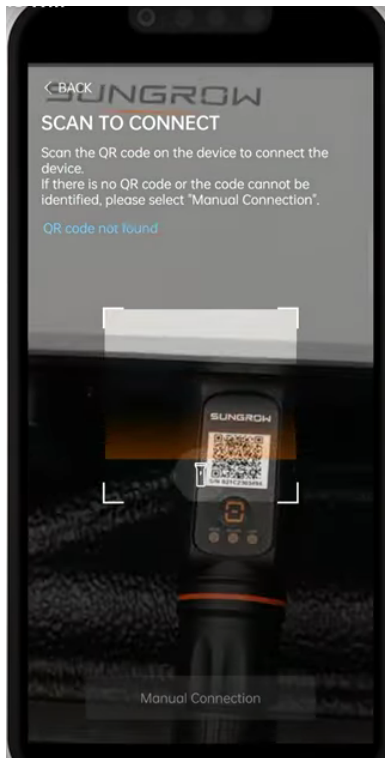 SUNGROW
< BACK
SCAN TO CONNECT
Scan the QR code on the device to connect the
device.
If there is no QR code or the code cannot be
identified, please select "Manual Connection".
QR code not found
SUNGROW
Manual Connection